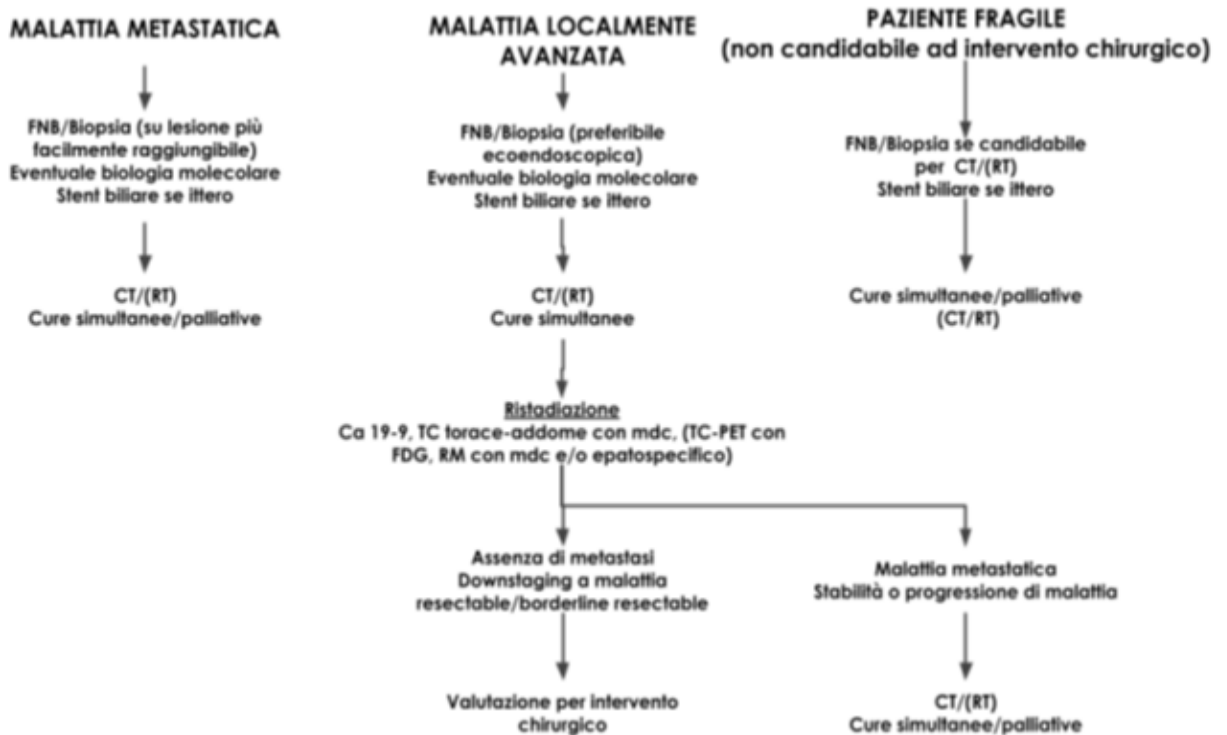 MALATTIA METASTATICA
FNB/Biopsia (su lesione più
facilmente raggiungibile)
Eventuale biologia molecolare
Stent biliare se ittero
CT/(RT)
Cure simultanee/palliative
MALATTIA LOCALMENTE
AVANZATA
FNB/Biopsia (preferibile
ecoendoscopica)
Eventuale biologia molecolare
Stent biliare se ittero
CT/(RT)
Cure simultanee
Ristadiazione
Ca 19-9, TC torace-addome con mdc, (TC-PET con
FDG, RM con mdc e/o epatospecifico)
Assenza di metastasi
Downstaging a malattia
resectable/borderline resectable
Valutazione per intervento
chirurgico
Malattia metastatica
Stabilità o progressione di malattia
CT/(RT)
Cure simultanee/palliative
PAZIENTE FRAGILE
(non candidabile ad intervento chirurgico)
FNB/Biopsia se candidabile
per CT/(RT)
Stent biliare se ittero
Cure simultanee/palliative
(CT/RT)